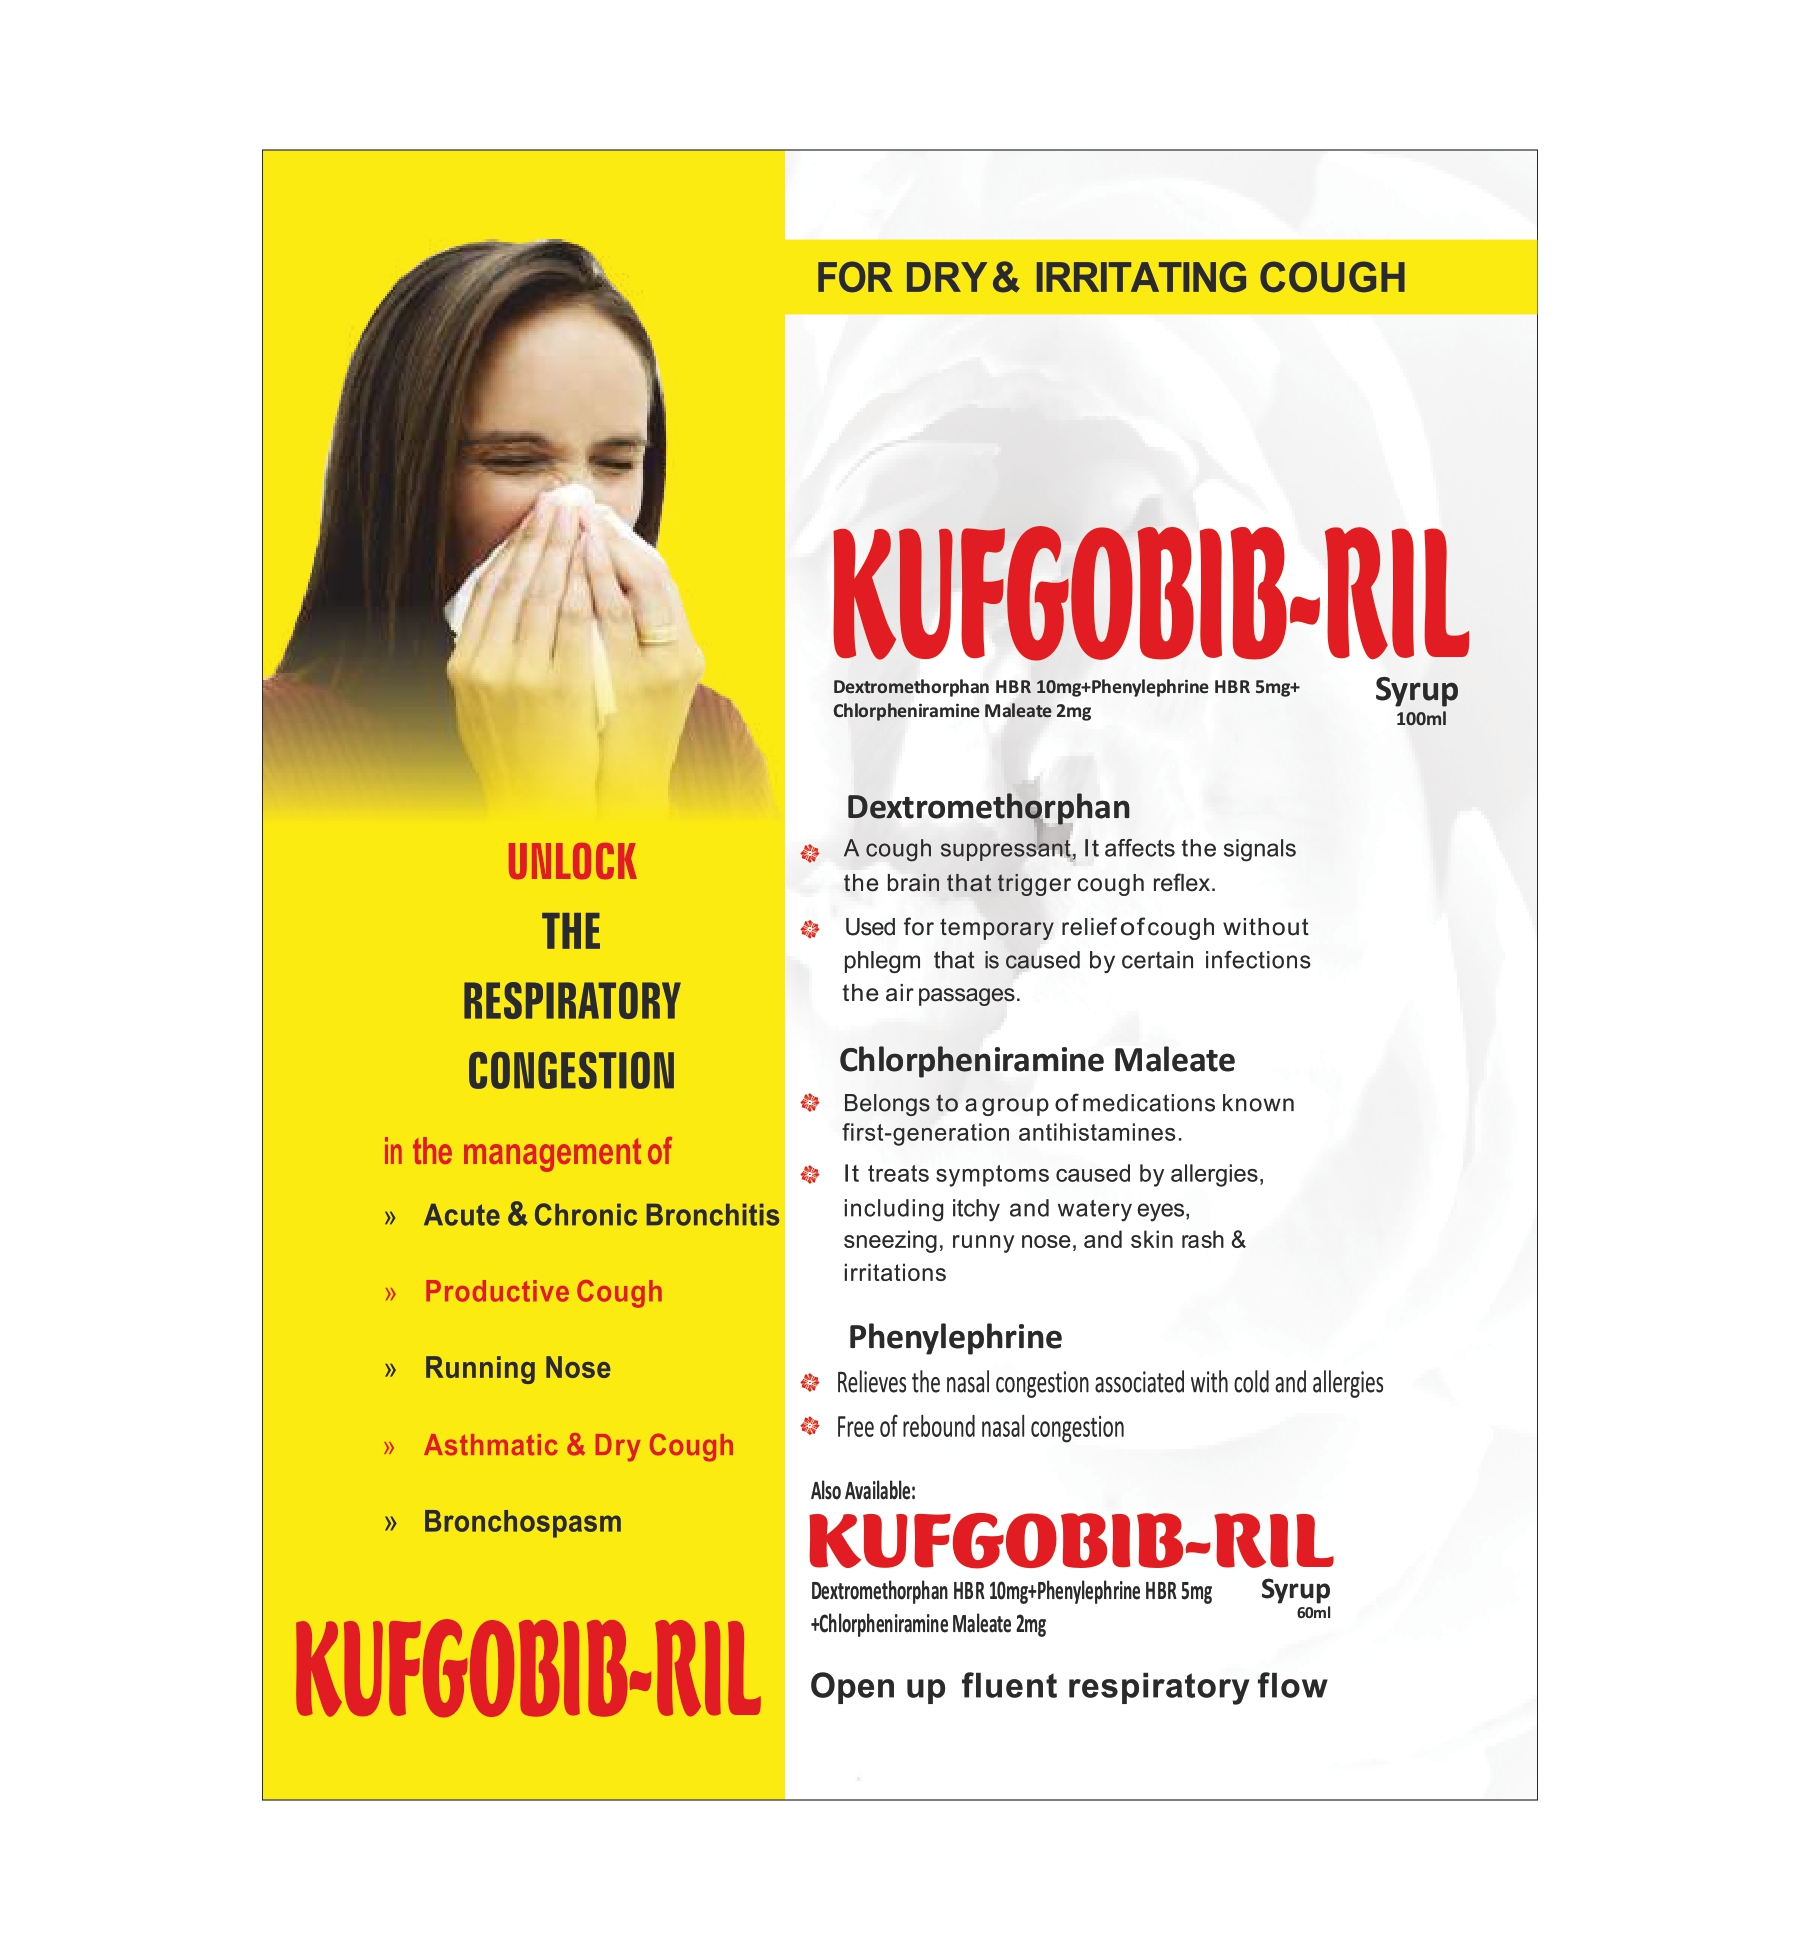 FOR DRY & IRRITATING COUGH
KUFGOBIB-RIL
Dextromethorphan HBR 10mg+Phenylephrine HBR 5mg+
Chlorpheniramine Maleate 2mg
Syrup
100ml
UNLOCK
THE
RESPIRATORY
CONGESTION
in the management of
» Acute & Chronic Bronchitis
» Productive Cough
» Running Nose
» Asthmatic & Dry Cough
» Bronchospasm
KUFGOBIB-RIL
Dextromethorphan
A cough suppressant, It affects the signals
the brain that trigger cough reflex.
Used for temporary relief of cough without
phlegm that is caused by certain infections
the air passages.
Chlorpheniramine Maleate
Belongs to a group of medications known
first-generation antihistamines.
It treats symptoms caused by allergies,
including itchy and watery eyes,
sneezing, runny nose, and skin rash &
irritations
Phenylephrine
Relieves the nasal congestion associated with cold and allergies
Free of rebound nasal congestion
Also Available:
KUFGOBIB-RIL
Dextromethorphan HBR 10mg+Phenylephrine HBR 5mg
+Chlorpheniramine Maleate 2mg
Syrup
60ml
Open up fluent respiratory flow